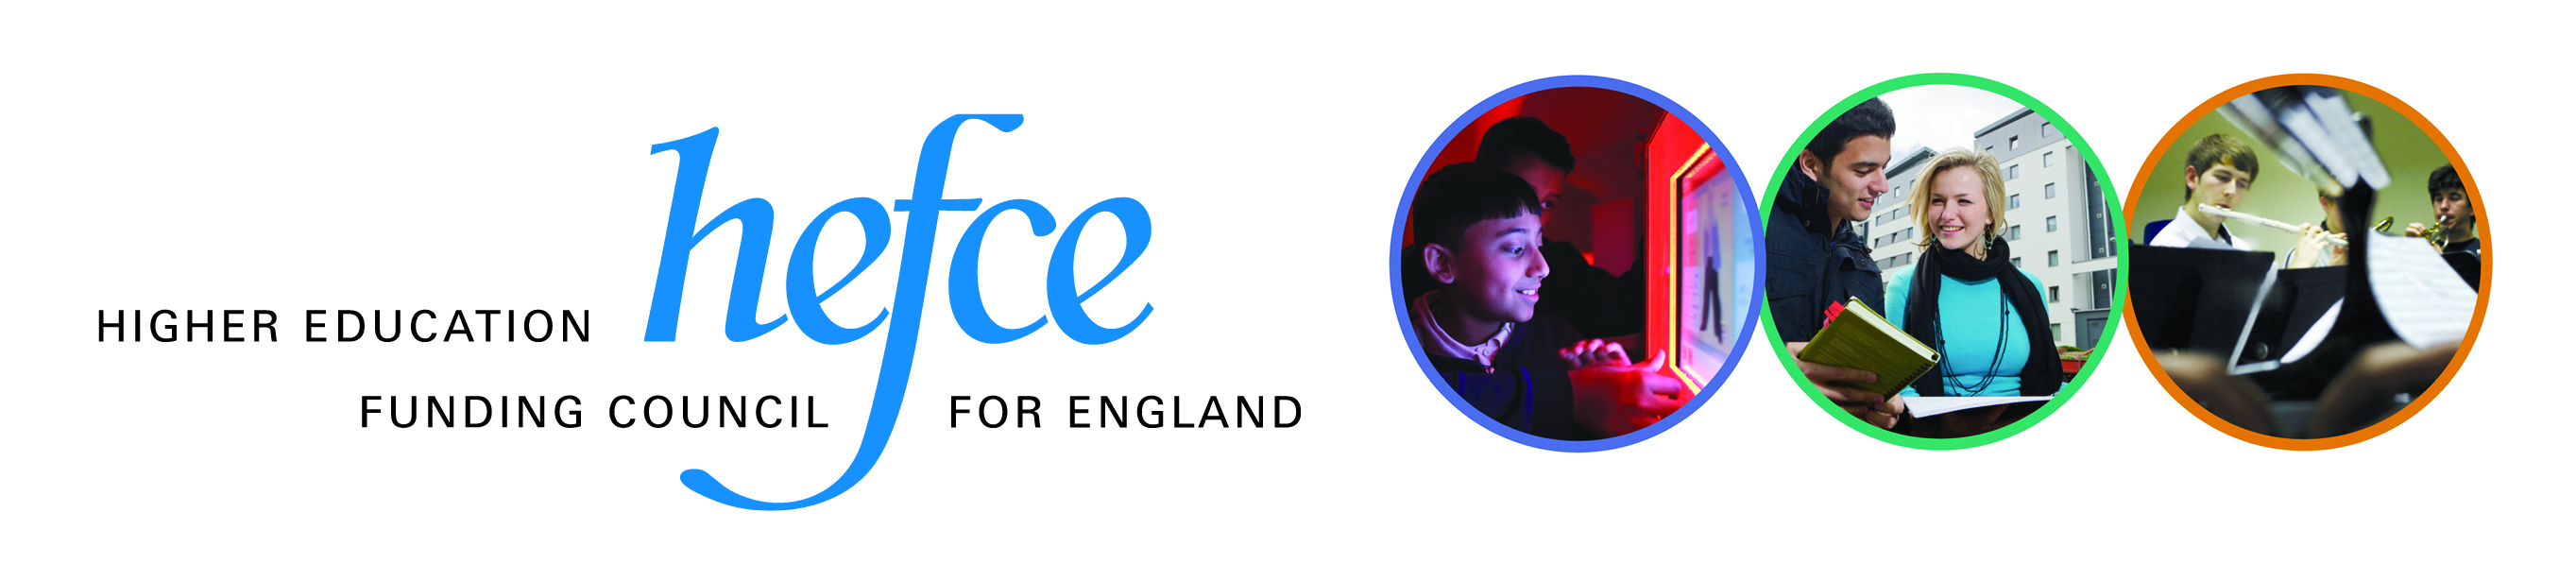 hefce
HIGHER EDUCATION
FUNDING COUNCIL FOR ENGLAND